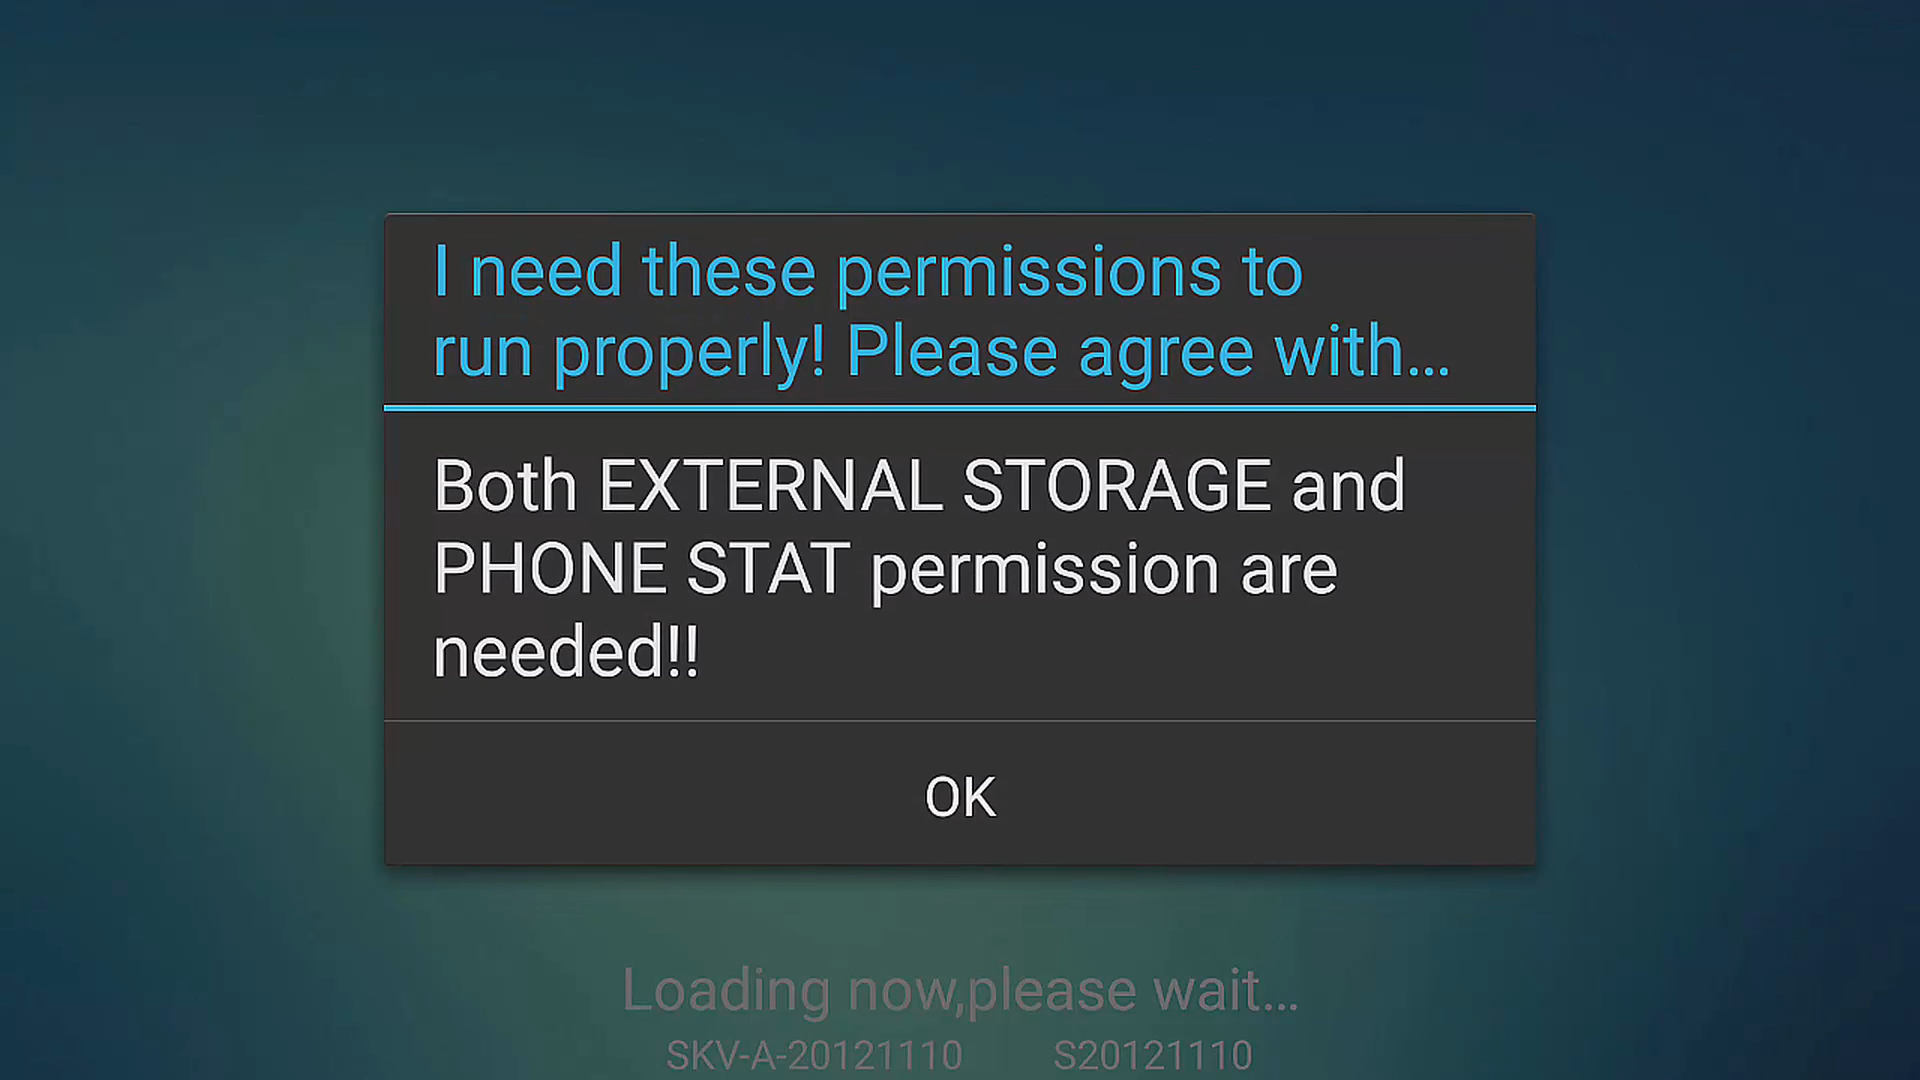 I need these permissions to
run properly! Please agree with...
Both EXTERNAL STORAGE and
PHONE STAT permission are
needed!!
OK
Loading now,please wait...
SKV-A-20121110 S20121110